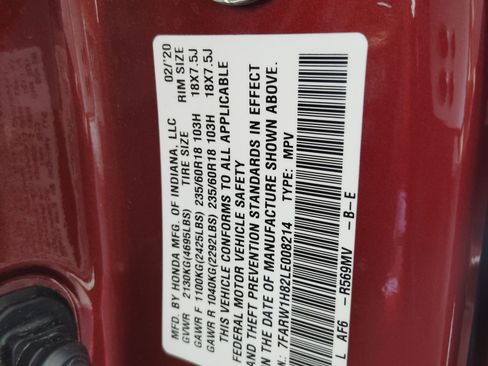 MFD. BY HONDA MFG. OF INDIANA, LLC 02/'20
GVWR 2130KG(4695LBS) TIRE SIZE RIM SIZE
GAWR F 1100KG(2425LBS) 235/60R18 103H 18X7.5J
GAWR R 1040KG(2292LBS) 235/60R18 103H 18X7.5J
THIS VEHICLE CONFORMS TO ALL APPLICABLE
FEDERAL MOTOR VEHICLE SAFETY
AND THEFT PREVENTION STANDARDS IN EFFECT
ON THE DATE OF MANUFACTURE SHOWN ABOVE.
VIN: 7FARW1H82LE008214 TYPE: MPV
L AF6 -R569MV -B-E